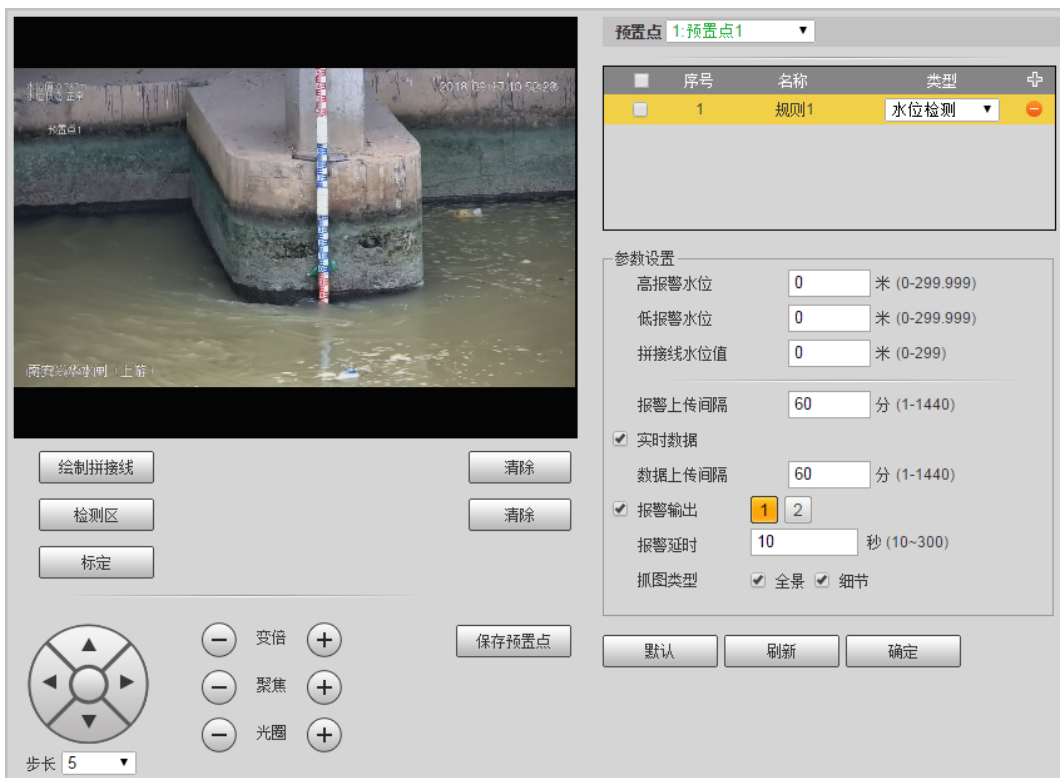 预置点 1:预置点1
序号 名称 类型
1 规则1 水位检测
预置点1
参数设置
高报警水位 0 米 (0-299.999)
低报警水位 0 米 (0-299.999)
拼接线水位值 0 米 (0-299)
报警上传间隔 60 分 (1-1440)
实时数据
数据上传间隔 60 分 (1-1440)
报警输出 1 2
报警延时 10 秒 (10~300)
抓图类型 全景 细节
绘制拼接线 清除
检测区 清除
标定
变倍
聚焦
光圈
保存预置点
步长 5
默认 刷新 确定